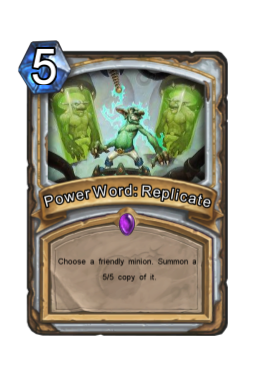 5
Power Word: Replicate
Choose a friendly minion. Summon a
5/5 copy of it.